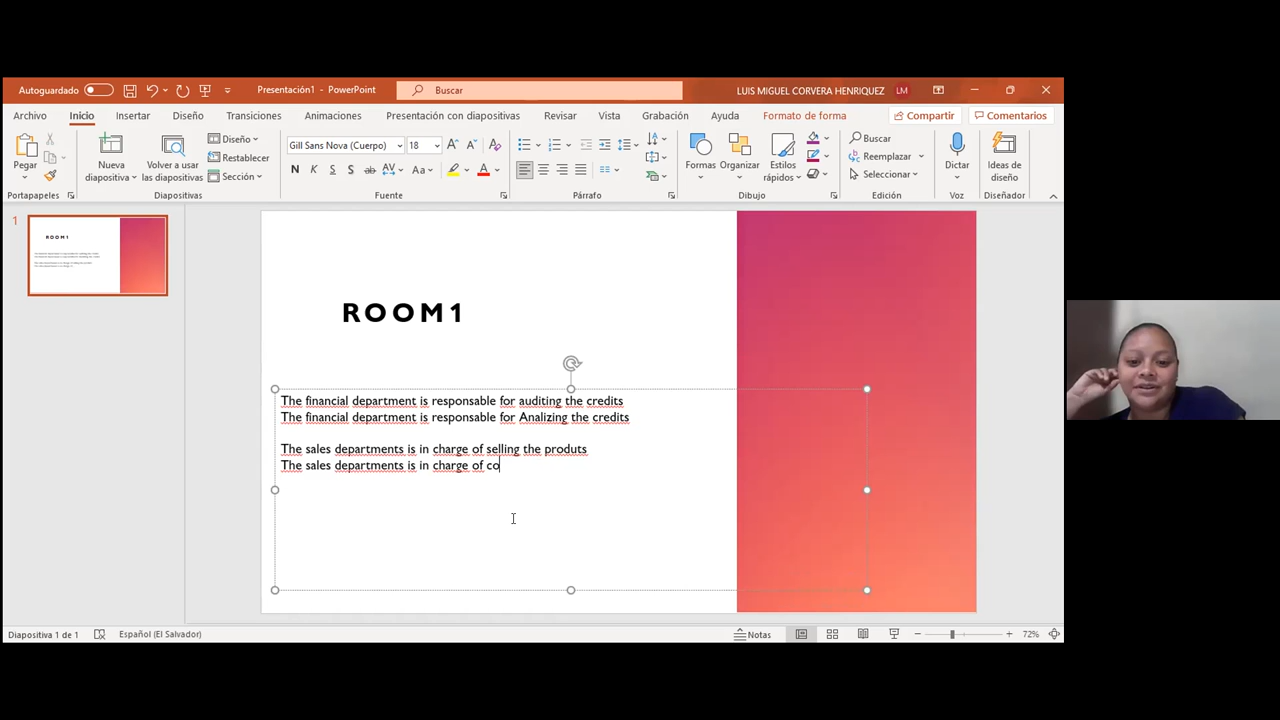 Autoguardado
Presentación1 - PowerPoint
Buscar
LUIS MIGUEL CORVERA HENRIQUEZ
LM
Archivo Inicio Insertar Diseño Transiciones Animaciones Presentación con diapositivas Revisar Vista Grabación Ayuda Formato de forma Compartir Comentarios
Pegar
Nueva diapositiva
Volver a usar las diapositivas
Diseño
Restablecer
Sección
Gill Sans Nova (Cuerpo) 18
N K S S ab AV Aa A
Formas Organizar Estilos rápidos
Buscar
Reemplazar
Seleccionar
Dictar
Ideas de diseño
Portapapeles Diapositivas Fuente Párrafo Dibujo Edición Voz Diseñador
1
ROOM1
The financial department is responsable for auditing the credits
The financial department is responsable for Analizing the credits
The sales departments is in charge of selling the produts
The sales departments is in charge of co
Diapositiva 1 de 1 Español (El Salvador) Notas 72%